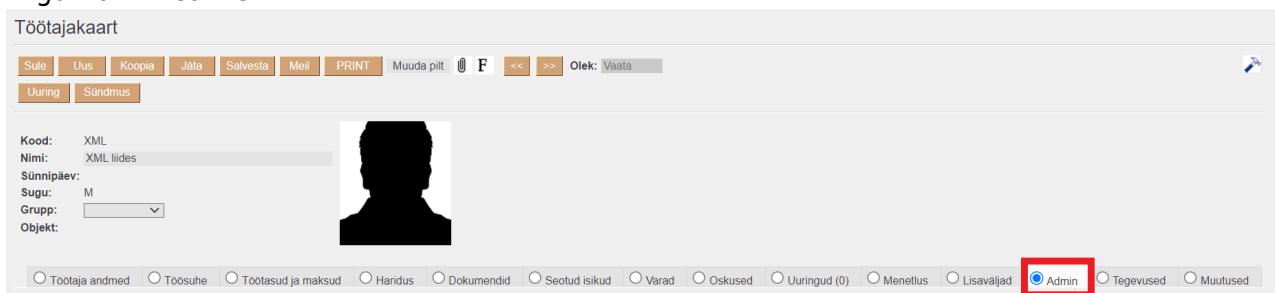 Töötajakaart
Sule Uus Koopia Jäta Salvesta Meil PRINT Muuda pilt F << >> Olek: Vaata
Uuring Sündmus
Kood: XML
Nimi: XML liides
Sünnipäev:
Sugu: M
Grupp:
Objekt:
Töötaja andmed Töösuhe Töötasud ja maksud Haridus Dokumendid Seotud isikud Varad Oskused Uuringud (0) Menetlus Lisaväljad Admin Tegevused Muutused